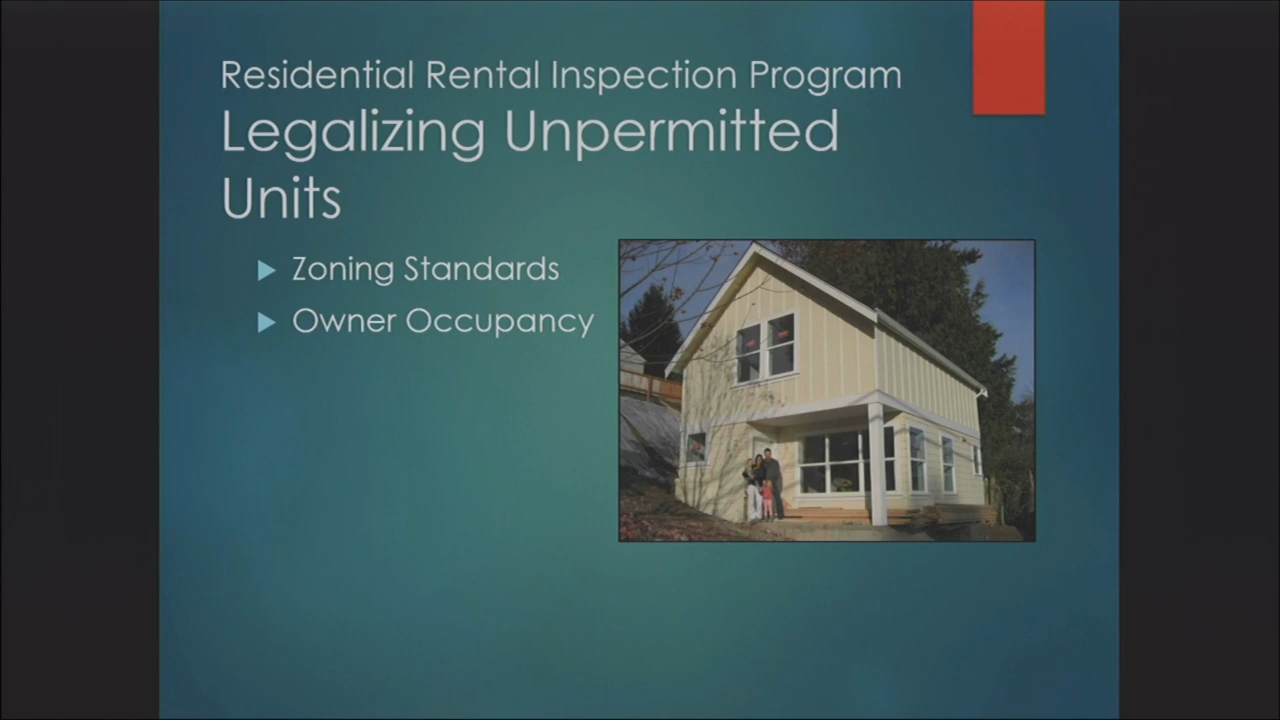 Residential Rental Inspection Program
Legalizing Unpermitted
Units
Zoning Standards
Owner Occupancy